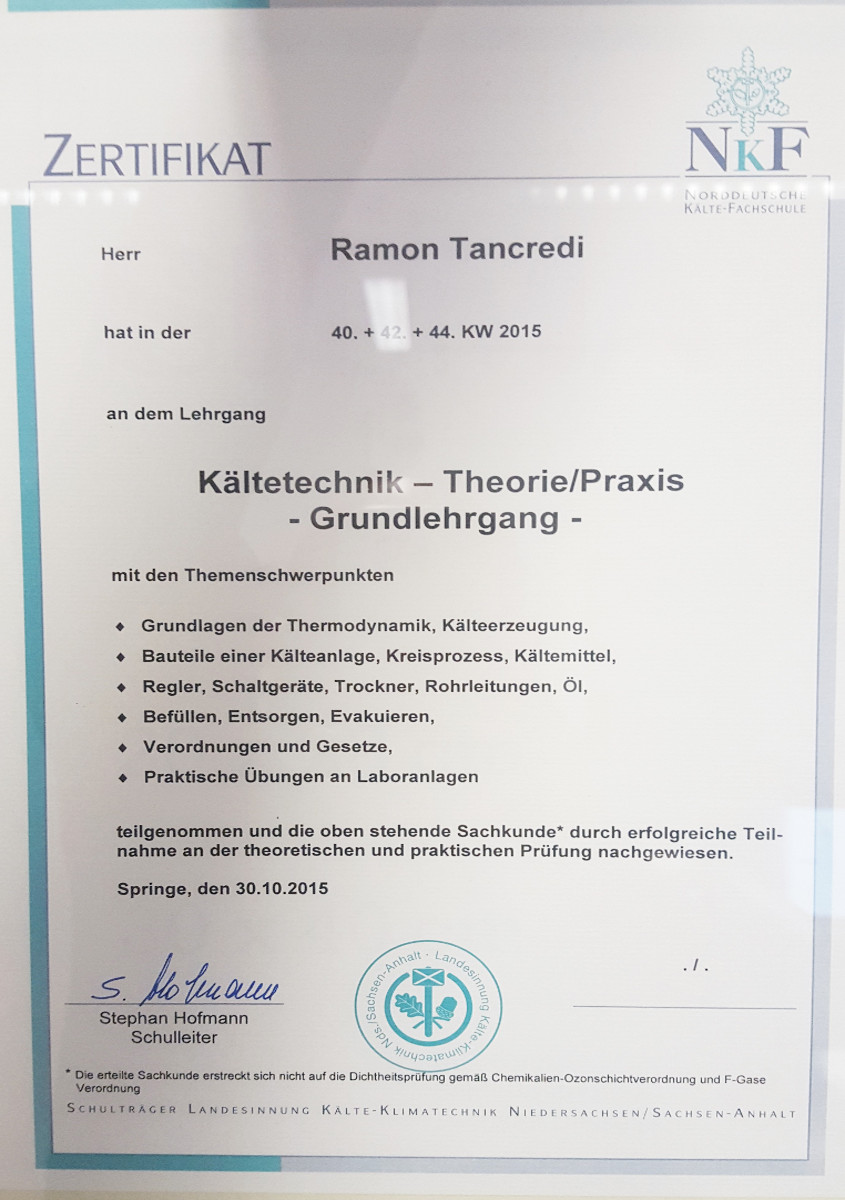 ZERTIFIKAT
NKF
NORDDEUTSCHE
KÄLTE-FACHSCHULE
Herr Ramon Tancredi
hat in der 40. + 42. + 44. KW 2015
an dem Lehrgang
Kältetechnik – Theorie/Praxis
- Grundlehrgang -
mit den Themenschwerpunkten
♦ Grundlagen der Thermodynamik, Kälteerzeugung,
♦ Bauteile einer Kälteanlage, Kreisprozess, Kältemittel,
♦ Regler, Schaltgeräte, Trockner, Rohrleitungen, Öl,
♦ Befüllen, Entsorgen, Evakuieren,
♦ Verordnungen und Gesetze,
♦ Praktische Übungen an Laboranlagen
teilgenommen und die oben stehende Sachkunde* durch erfolgreiche Teil-
nahme an der theoretischen und praktischen Prüfung nachgewiesen.
Springe, den 30.10.2015
S. Hofmann
Stephan Hofmann
Schulleiter
Landesinnung Kälte-Klimatechnik Nds./Sachsen-Anhalt
. / .
* Die erteilte Sachkunde erstreckt sich nicht auf die Dichtheitsprüfung gemäß Chemikalien-Ozonschichtverordnung und F-Gase
Verordnung
SCHULTRÄGER LANDESINNUNG KÄLTE-KLIMATECHNIK NIEDERSACHSEN/SACHSEN-ANHALT